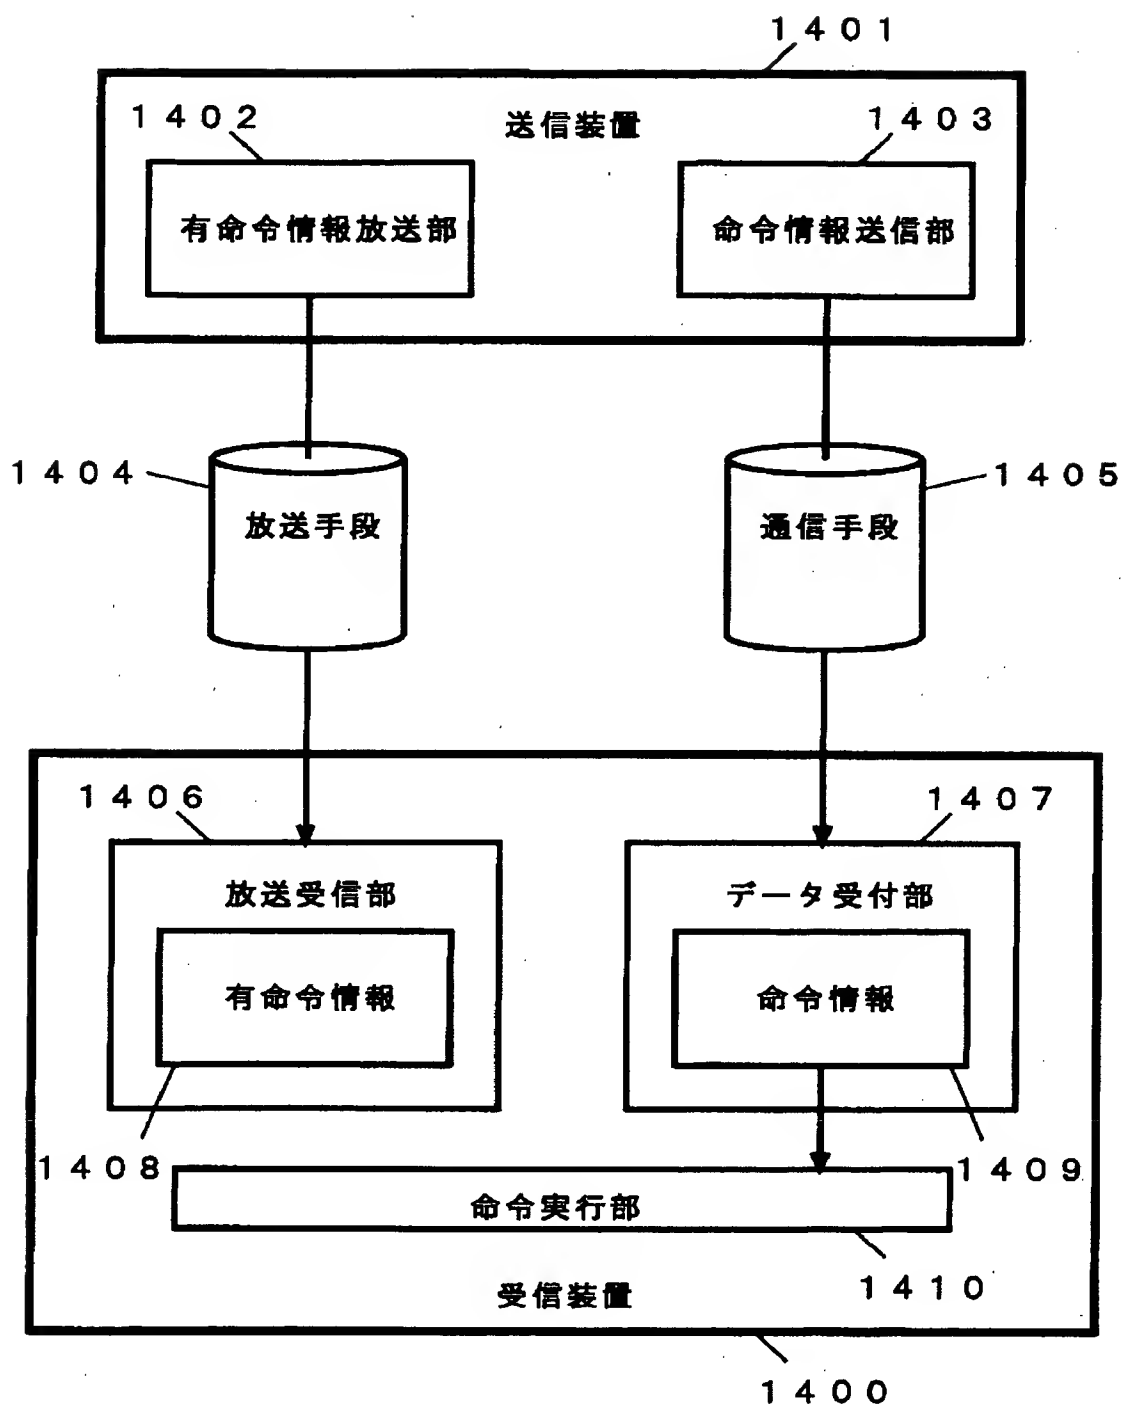 １４０１
１４０２
送信装置
１４０３
有命令情報放送部
命令情報送信部
１４０４
放送手段
１４０５
通信手段
１４０６
１４０７
放送受信部
データ受付部
有命令情報
命令情報
１４０８
１４０９
命令実行部
１４１０
受信装置
１４００